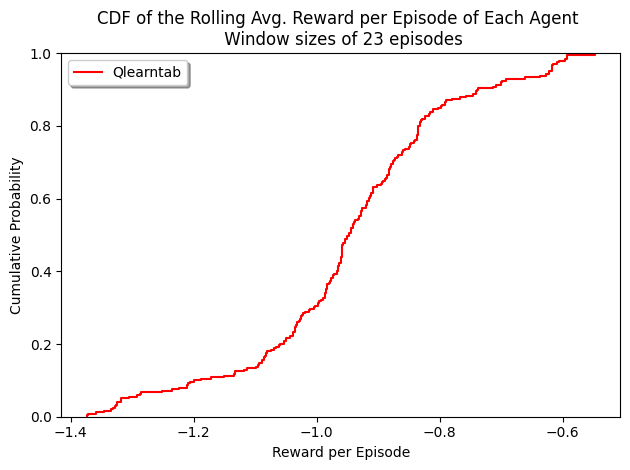 CDF of the Rolling Avg. Reward per Episode of Each Agent
Window sizes of 23 episodes
Qlearntab
1.0
0.8
0.6
0.4
0.2
0.0
Cumulative Probability
−1.4
−1.2
−1.0
−0.8
−0.6
Reward per Episode